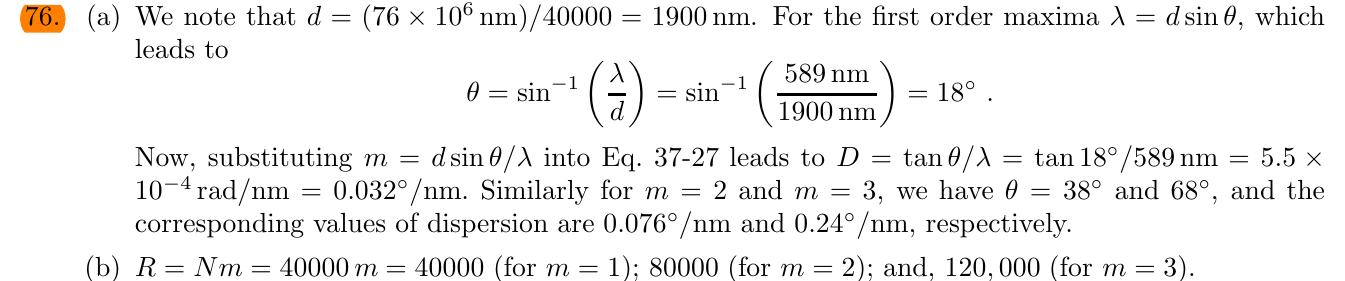 76. (a) We note that d = (76 × 10⁶ nm)/40000 = 1900 nm. For the first order maxima λ = d sin θ, which
leads to
θ = sin⁻¹ (λ/d) = sin⁻¹ (589 nm/1900 nm) = 18° .
Now, substituting m = d sin θ/λ into Eq. 37-27 leads to D = tan θ/λ = tan 18°/589 nm = 5.5 ×
10⁻⁴ rad/nm = 0.032°/nm. Similarly for m = 2 and m = 3, we have θ = 38° and 68°, and the
corresponding values of dispersion are 0.076°/nm and 0.24°/nm, respectively.
(b) R = Nm = 40000 m = 40000 (for m = 1); 80000 (for m = 2); and, 120, 000 (for m = 3).